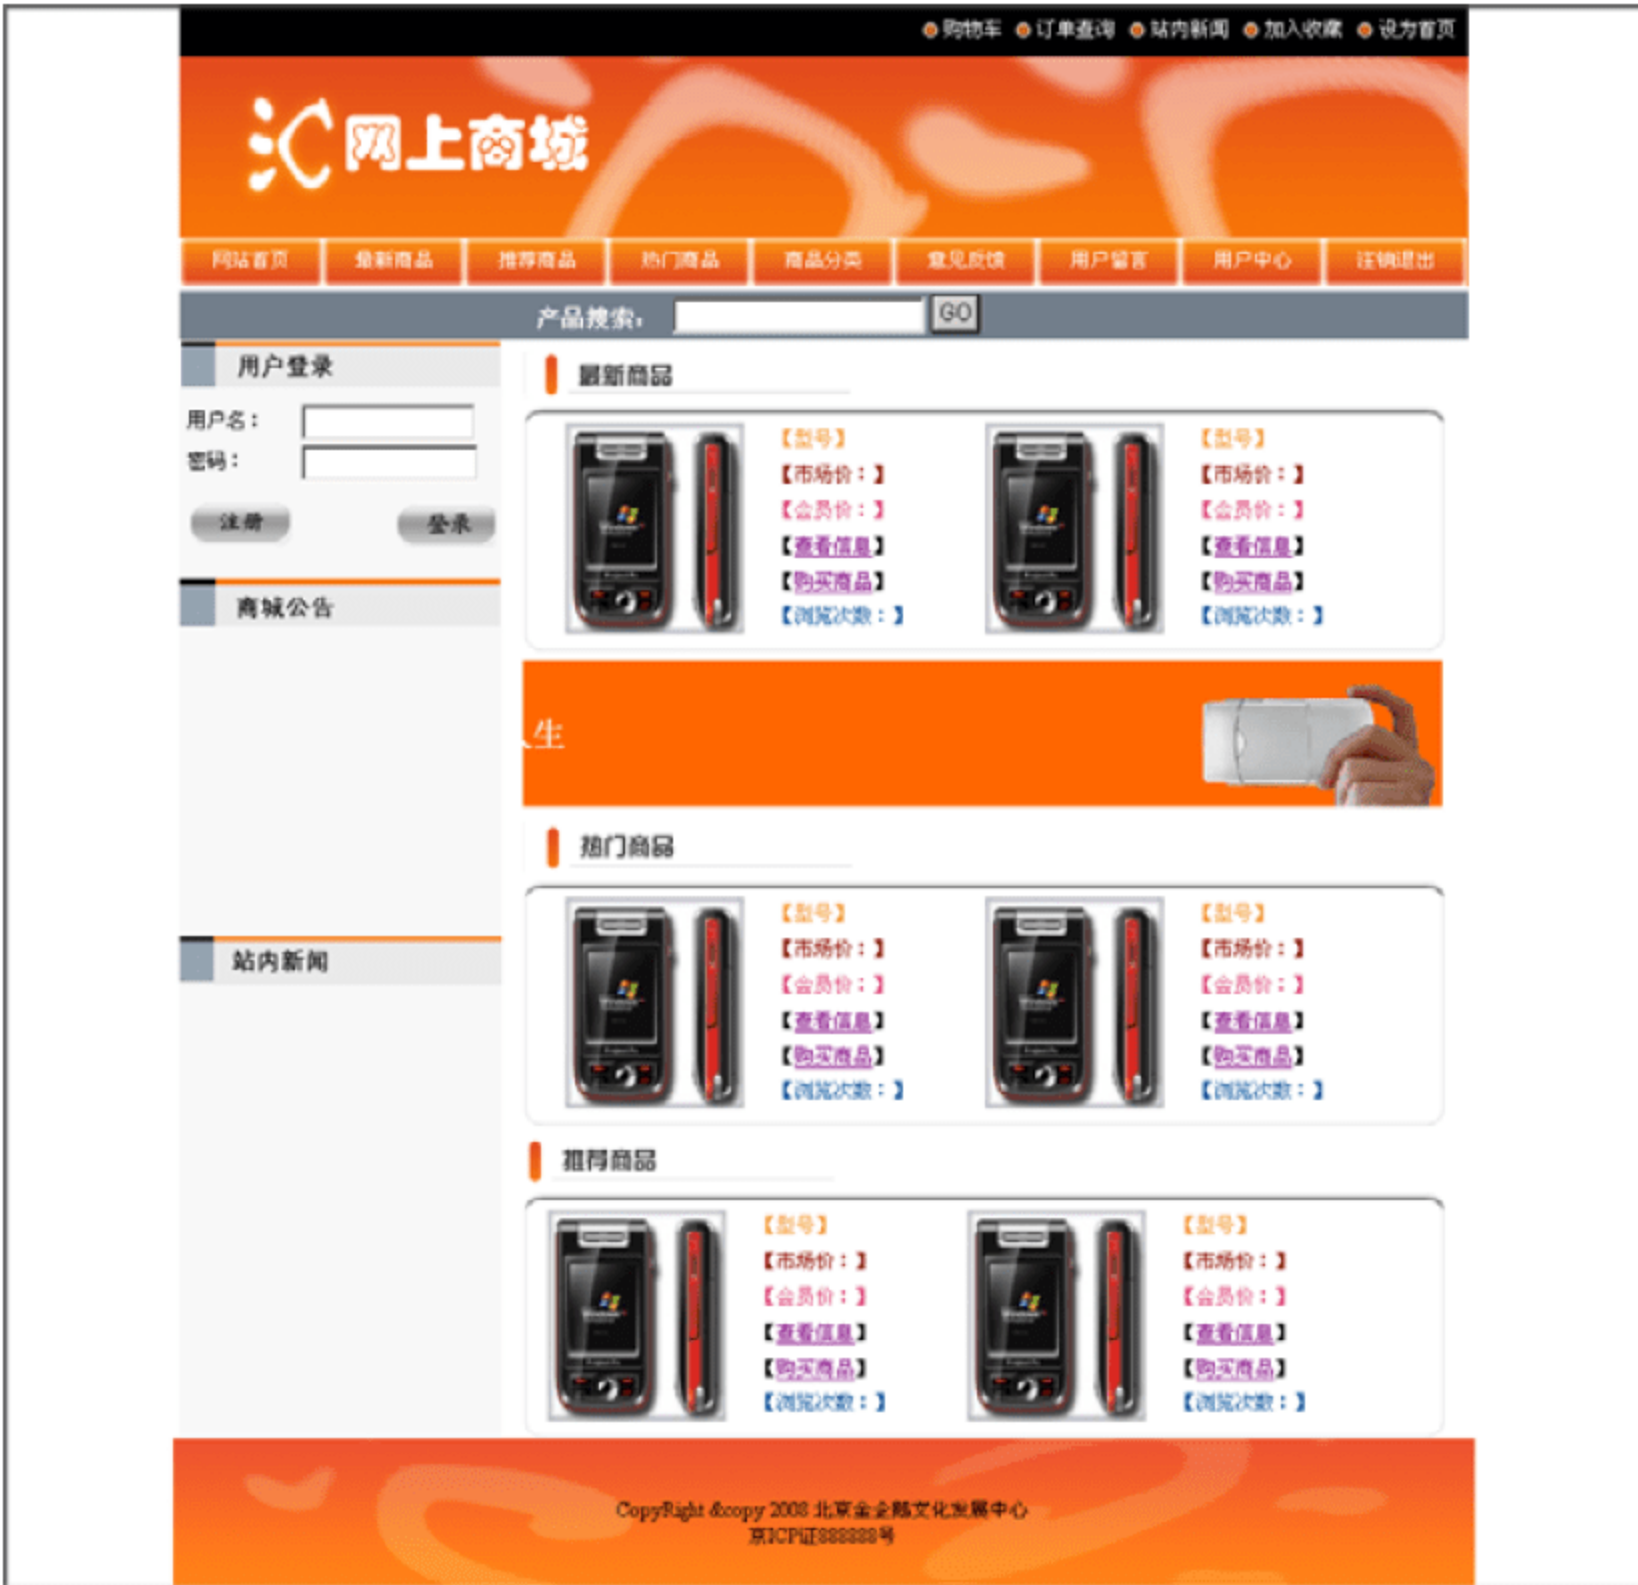 购物车 订单查询 站内新闻 加入收藏 设为首页
网上商城
网站首页 最新商品 推荐商品 热门商品 商品分类 意见反馈 用户留言 用户中心 注销退出
产品搜索: GO
用户登录
用户名:
密码:
注册 登录
商城公告
站内新闻
最新商品
【型号】 【型号】
【市场价:】 【市场价:】
【会员价:】 【会员价:】
【查看信息】 【查看信息】
【购买商品】 【购买商品】
【浏览次数:】 【浏览次数:】
生
热门商品
【型号】 【型号】
【市场价:】 【市场价:】
【会员价:】 【会员价:】
【查看信息】 【查看信息】
【购买商品】 【购买商品】
【浏览次数:】 【浏览次数:】
推荐商品
【型号】 【型号】
【市场价:】 【市场价:】
【会员价:】 【会员价:】
【查看信息】 【查看信息】
【购买商品】 【购买商品】
【浏览次数:】 【浏览次数:】
CopyRight &copy 2008 北京金企鹅文化发展中心
京ICP证888888号